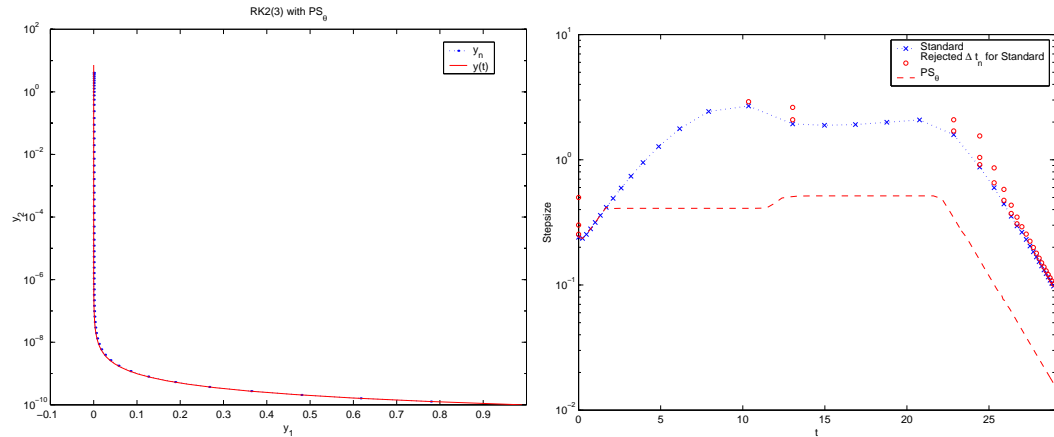 RK2(3) with PS_θ
y_n
y(t)
10^2
10^0
10^−2
10^−4
10^−6
10^−8
10^−10
y_2
−0.1 0 0.1 0.2 0.3 0.4 0.5 0.6 0.7 0.8 0.9
y_1
Standard
Rejected Δ t_n for Standard
PS_θ
10^1
10^0
10^−1
10^−2
Stepsize
0 5 10 15 20 25
t